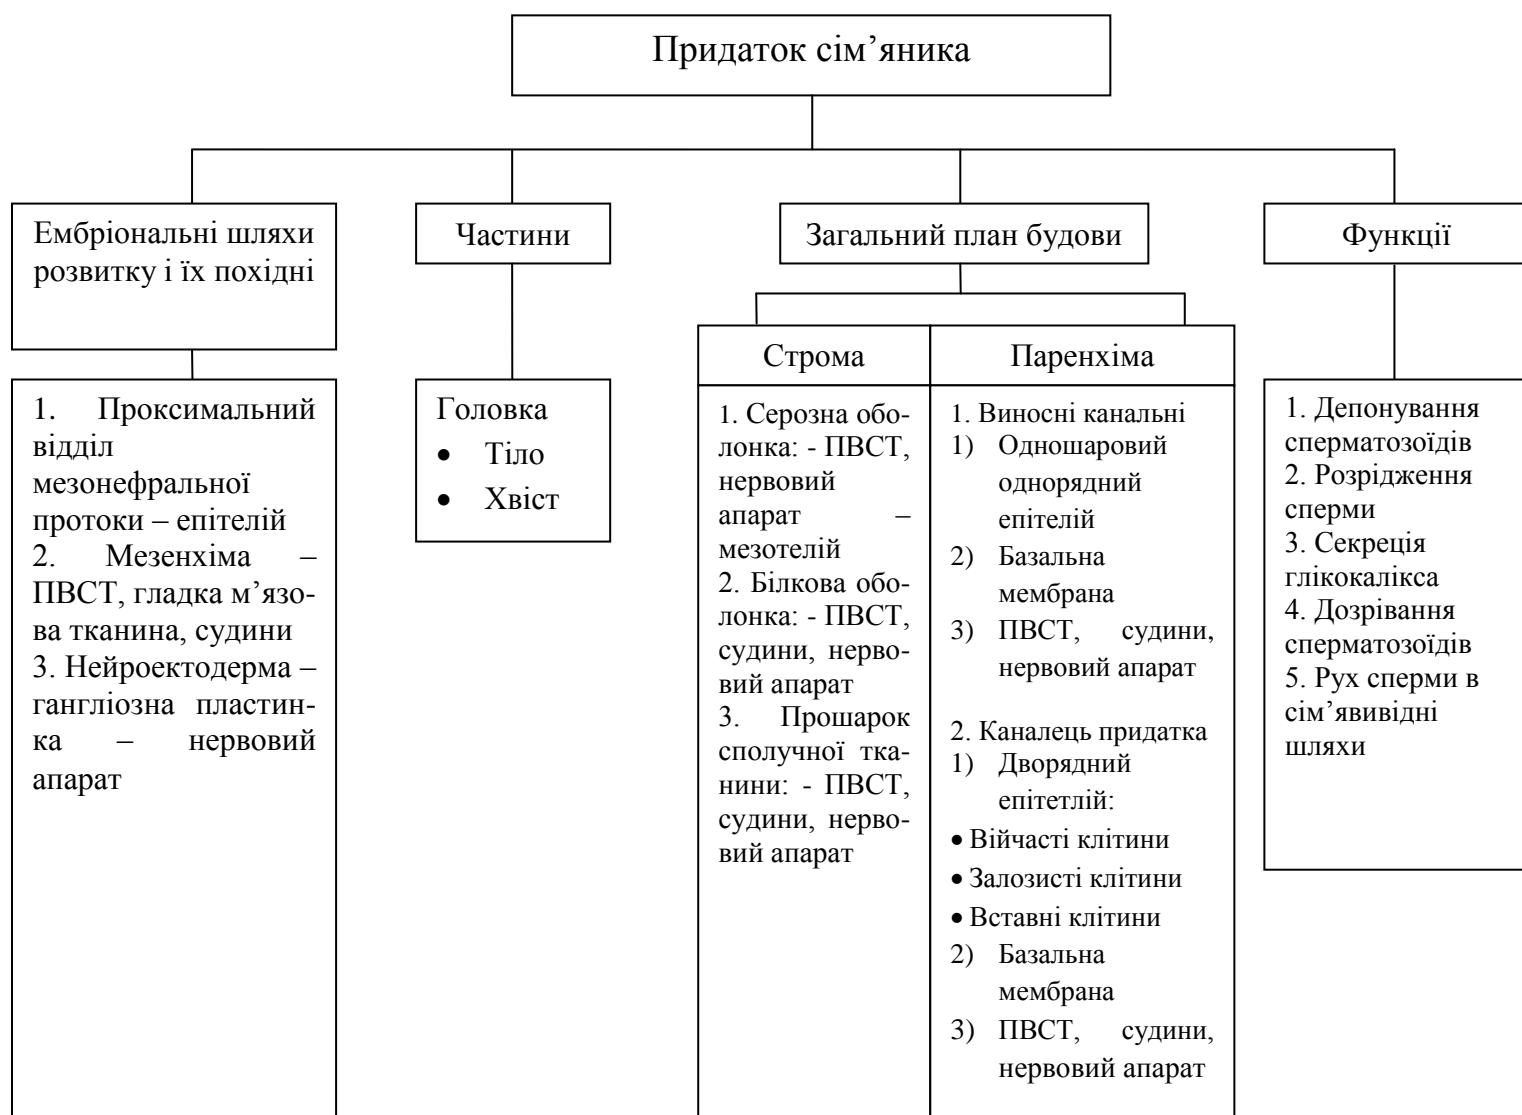 Придаток сім’яника
Ембріональні шляхи
розвитку і їх похідні
Частини
Загальний план будови
Функції
1. Проксимальний
відділ
мезонефральної
протоки – епітелій
2. Мезенхіма –
ПВСТ, гладка м’язо-
ва тканина, судини
3. Нейроектодерма –
гангліозна пластин-
ка – нервовий
апарат
Головка
• Тіло
• Хвіст
Строма
1. Серозна обо-
лонка: - ПВСТ,
нервовий
апарат –
мезотелій
2. Білкова обо-
лонка: - ПВСТ,
судини, нерво-
вий апарат
3. Прошарок
сполучної тка-
нини: - ПВСТ,
судини, нерво-
вий апарат
Паренхіма
1. Виносні канальні
1) Одношаровий
однорядний
епітелій
2) Базальна
мембрана
3) ПВСТ, судини,
нервовий апарат
2. Каналець придатка
1) Дворядний
епітетлій:
• Війчасті клітини
• Залозисті клітини
• Вставні клітини
2) Базальна
мембрана
3) ПВСТ, судини,
нервовий апарат
1. Депонування
сперматозоїдів
2. Розрідження
сперми
3. Секреція
глікокалікса
4. Дозрівання
сперматозоїдів
5. Рух сперми в
сім’явивідні
шляхи